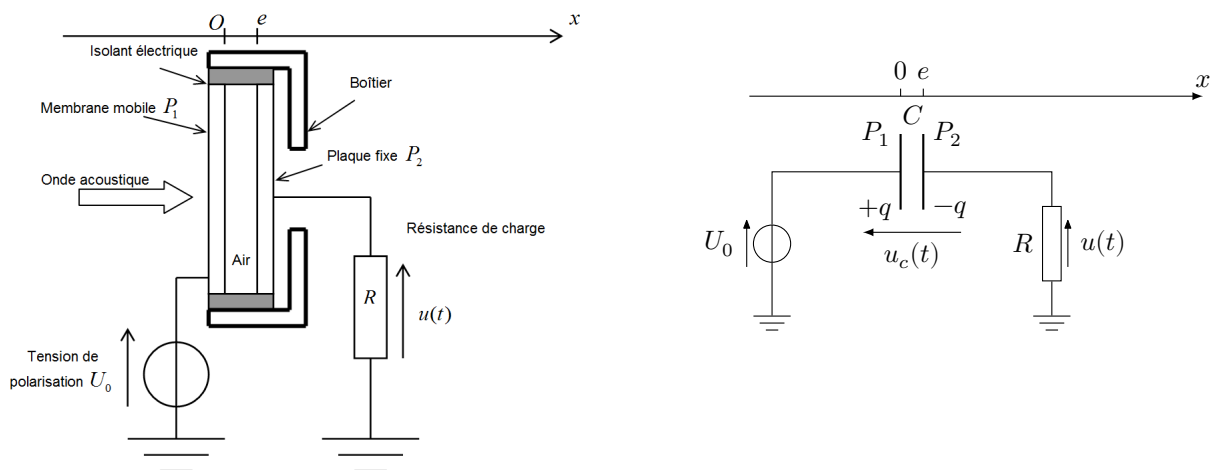 O e x
Isolant électrique
Boîtier
Membrane mobile P₁
Plaque fixe P₂
Onde acoustique
Résistance de charge
Air
R
u(t)
Tension de
polarisation U₀
0 e
x
C
P₁ P₂
+q −q
U₀
u_c(t)
R
u(t)